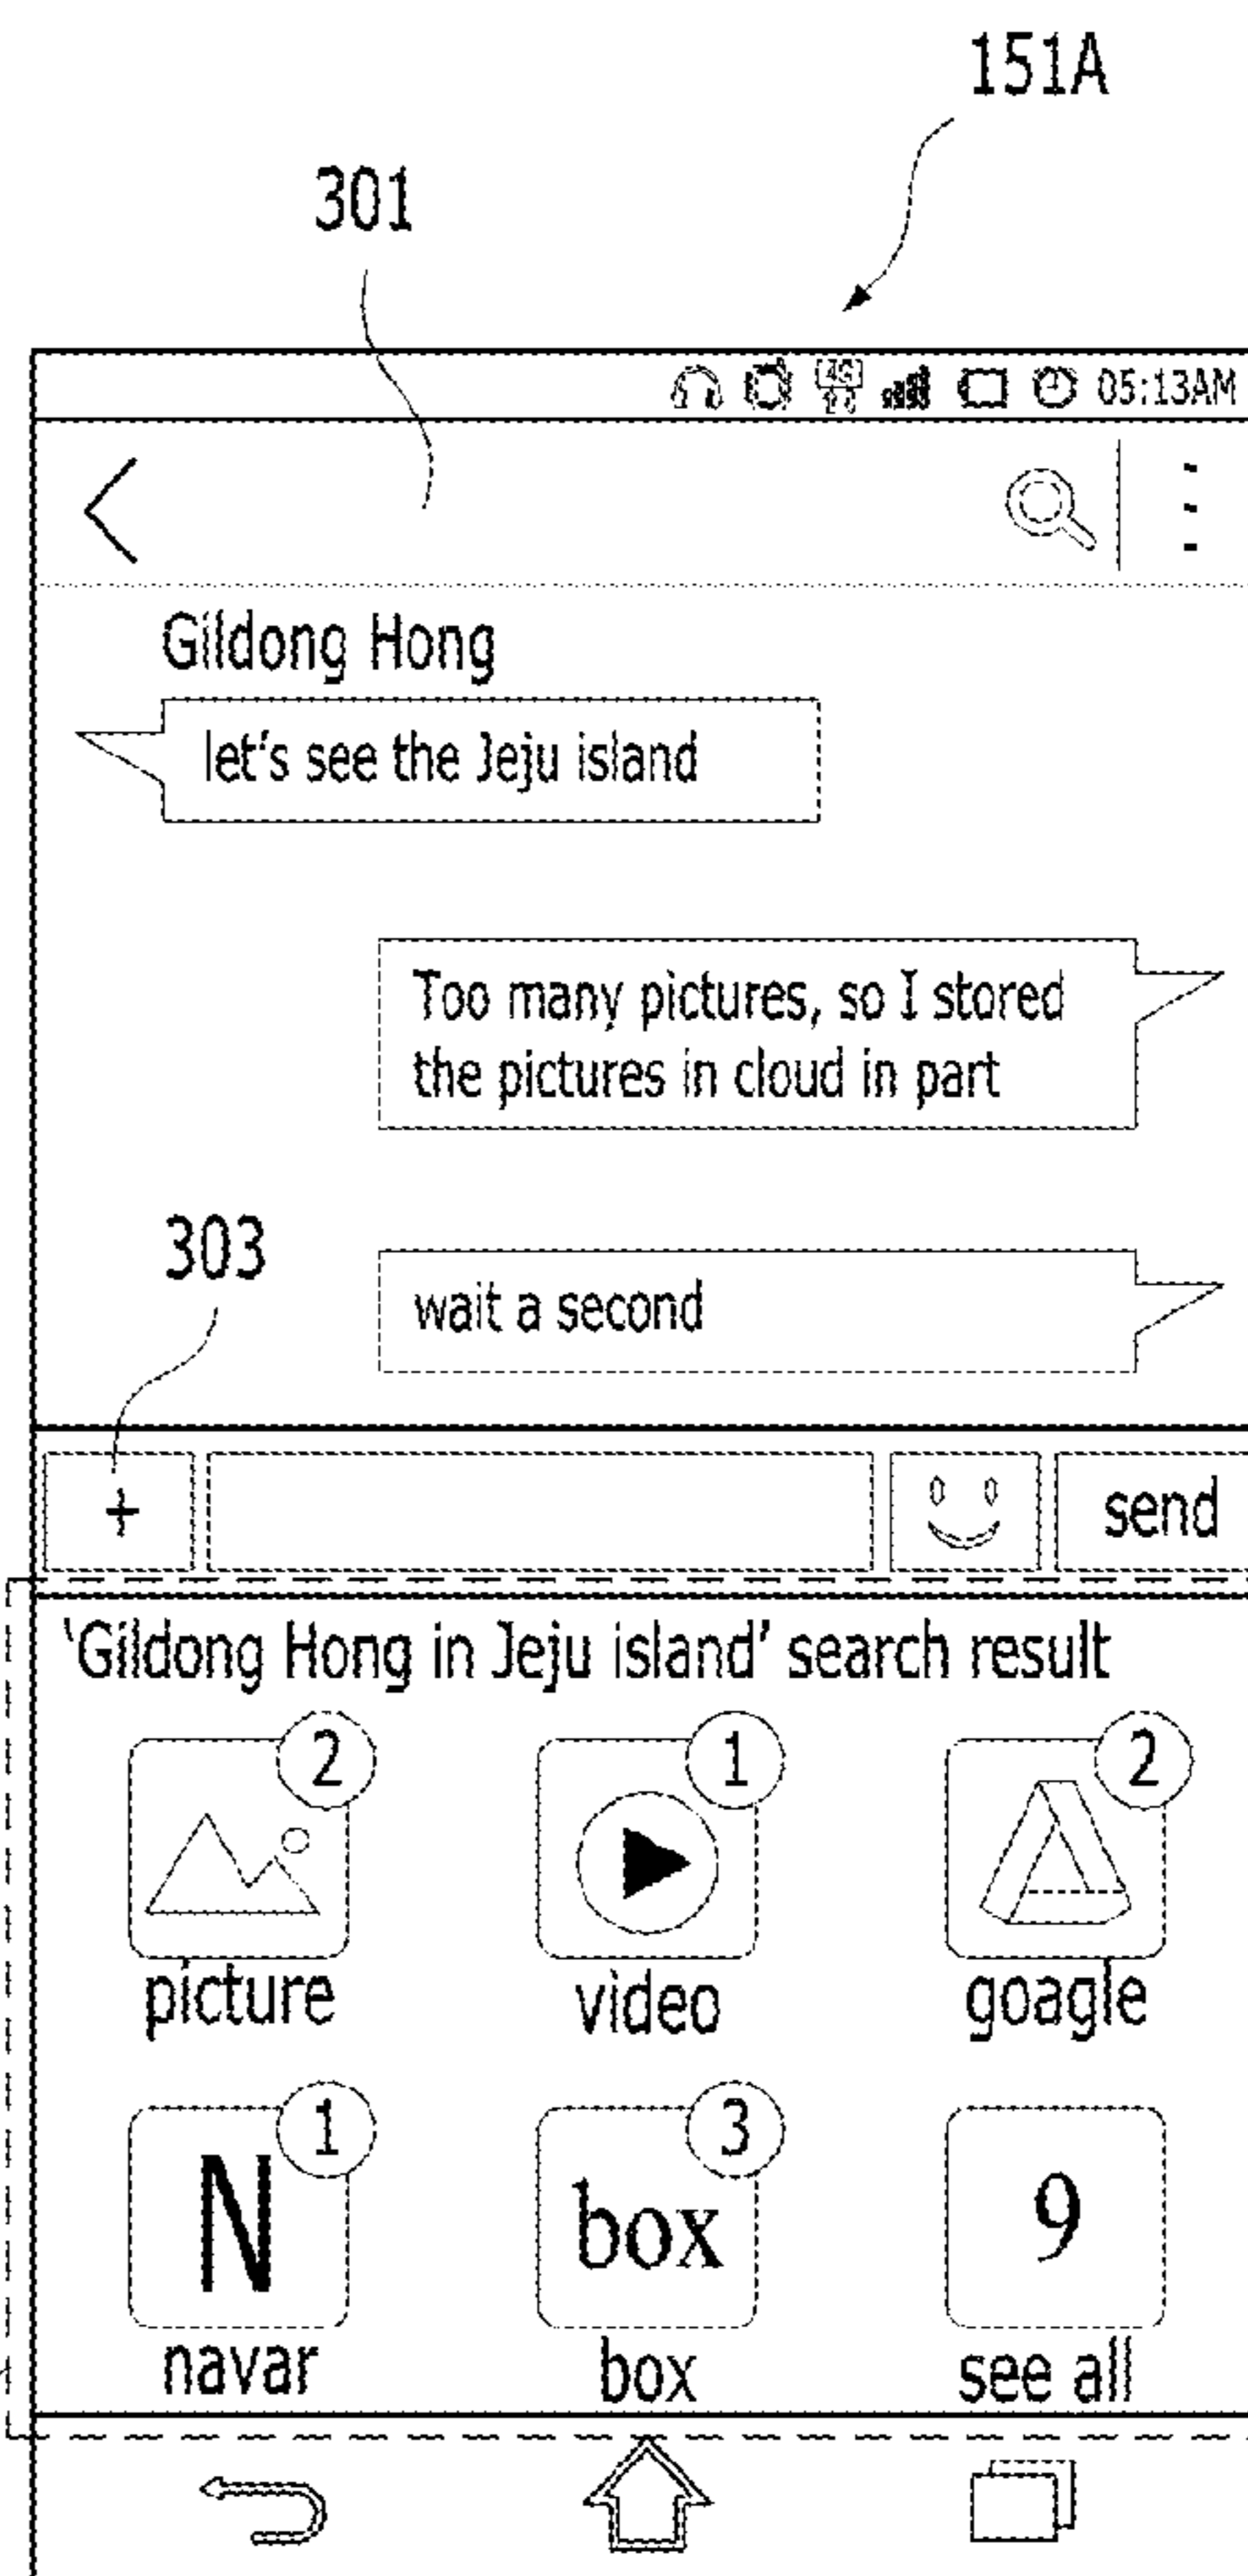 151A
301
4G 05:13AM
Gildong Hong
let's see the Jeju island
Too many pictures, so I stored
the pictures in cloud in part
303
wait a second
+
send
'Gildong Hong in Jeju island' search result
2 1 2
picture video goagle
1 3
N box 9
navar box see all